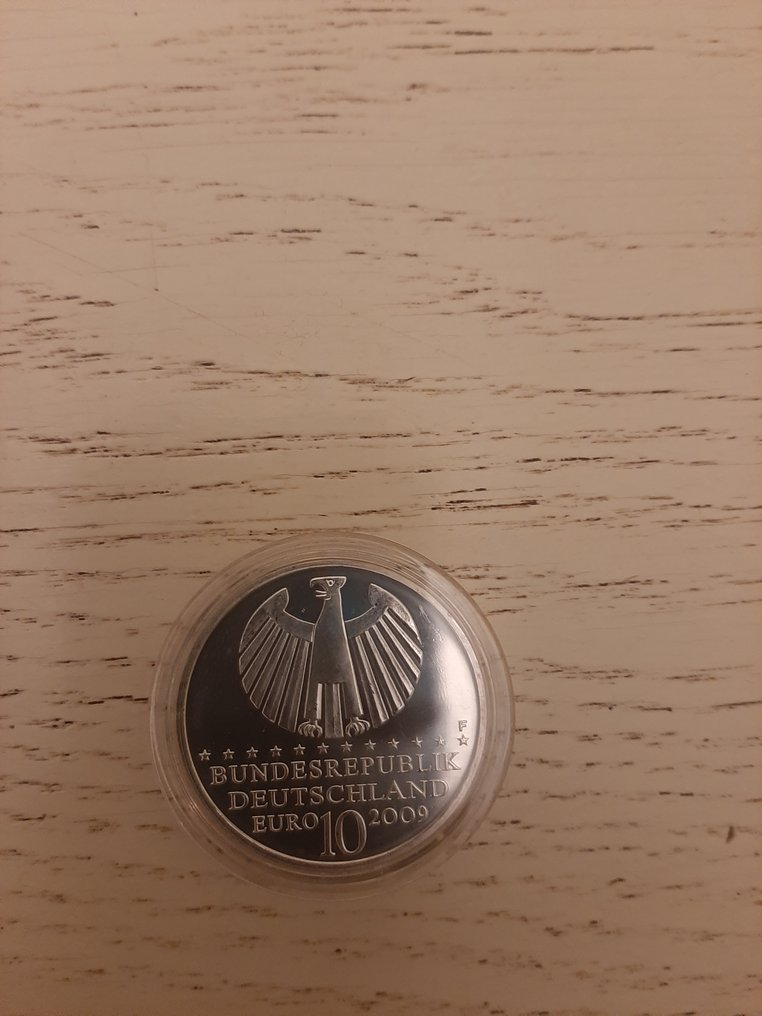 F
BUNDESREPUBLIK
DEUTSCHLAND
EURO 10 2009